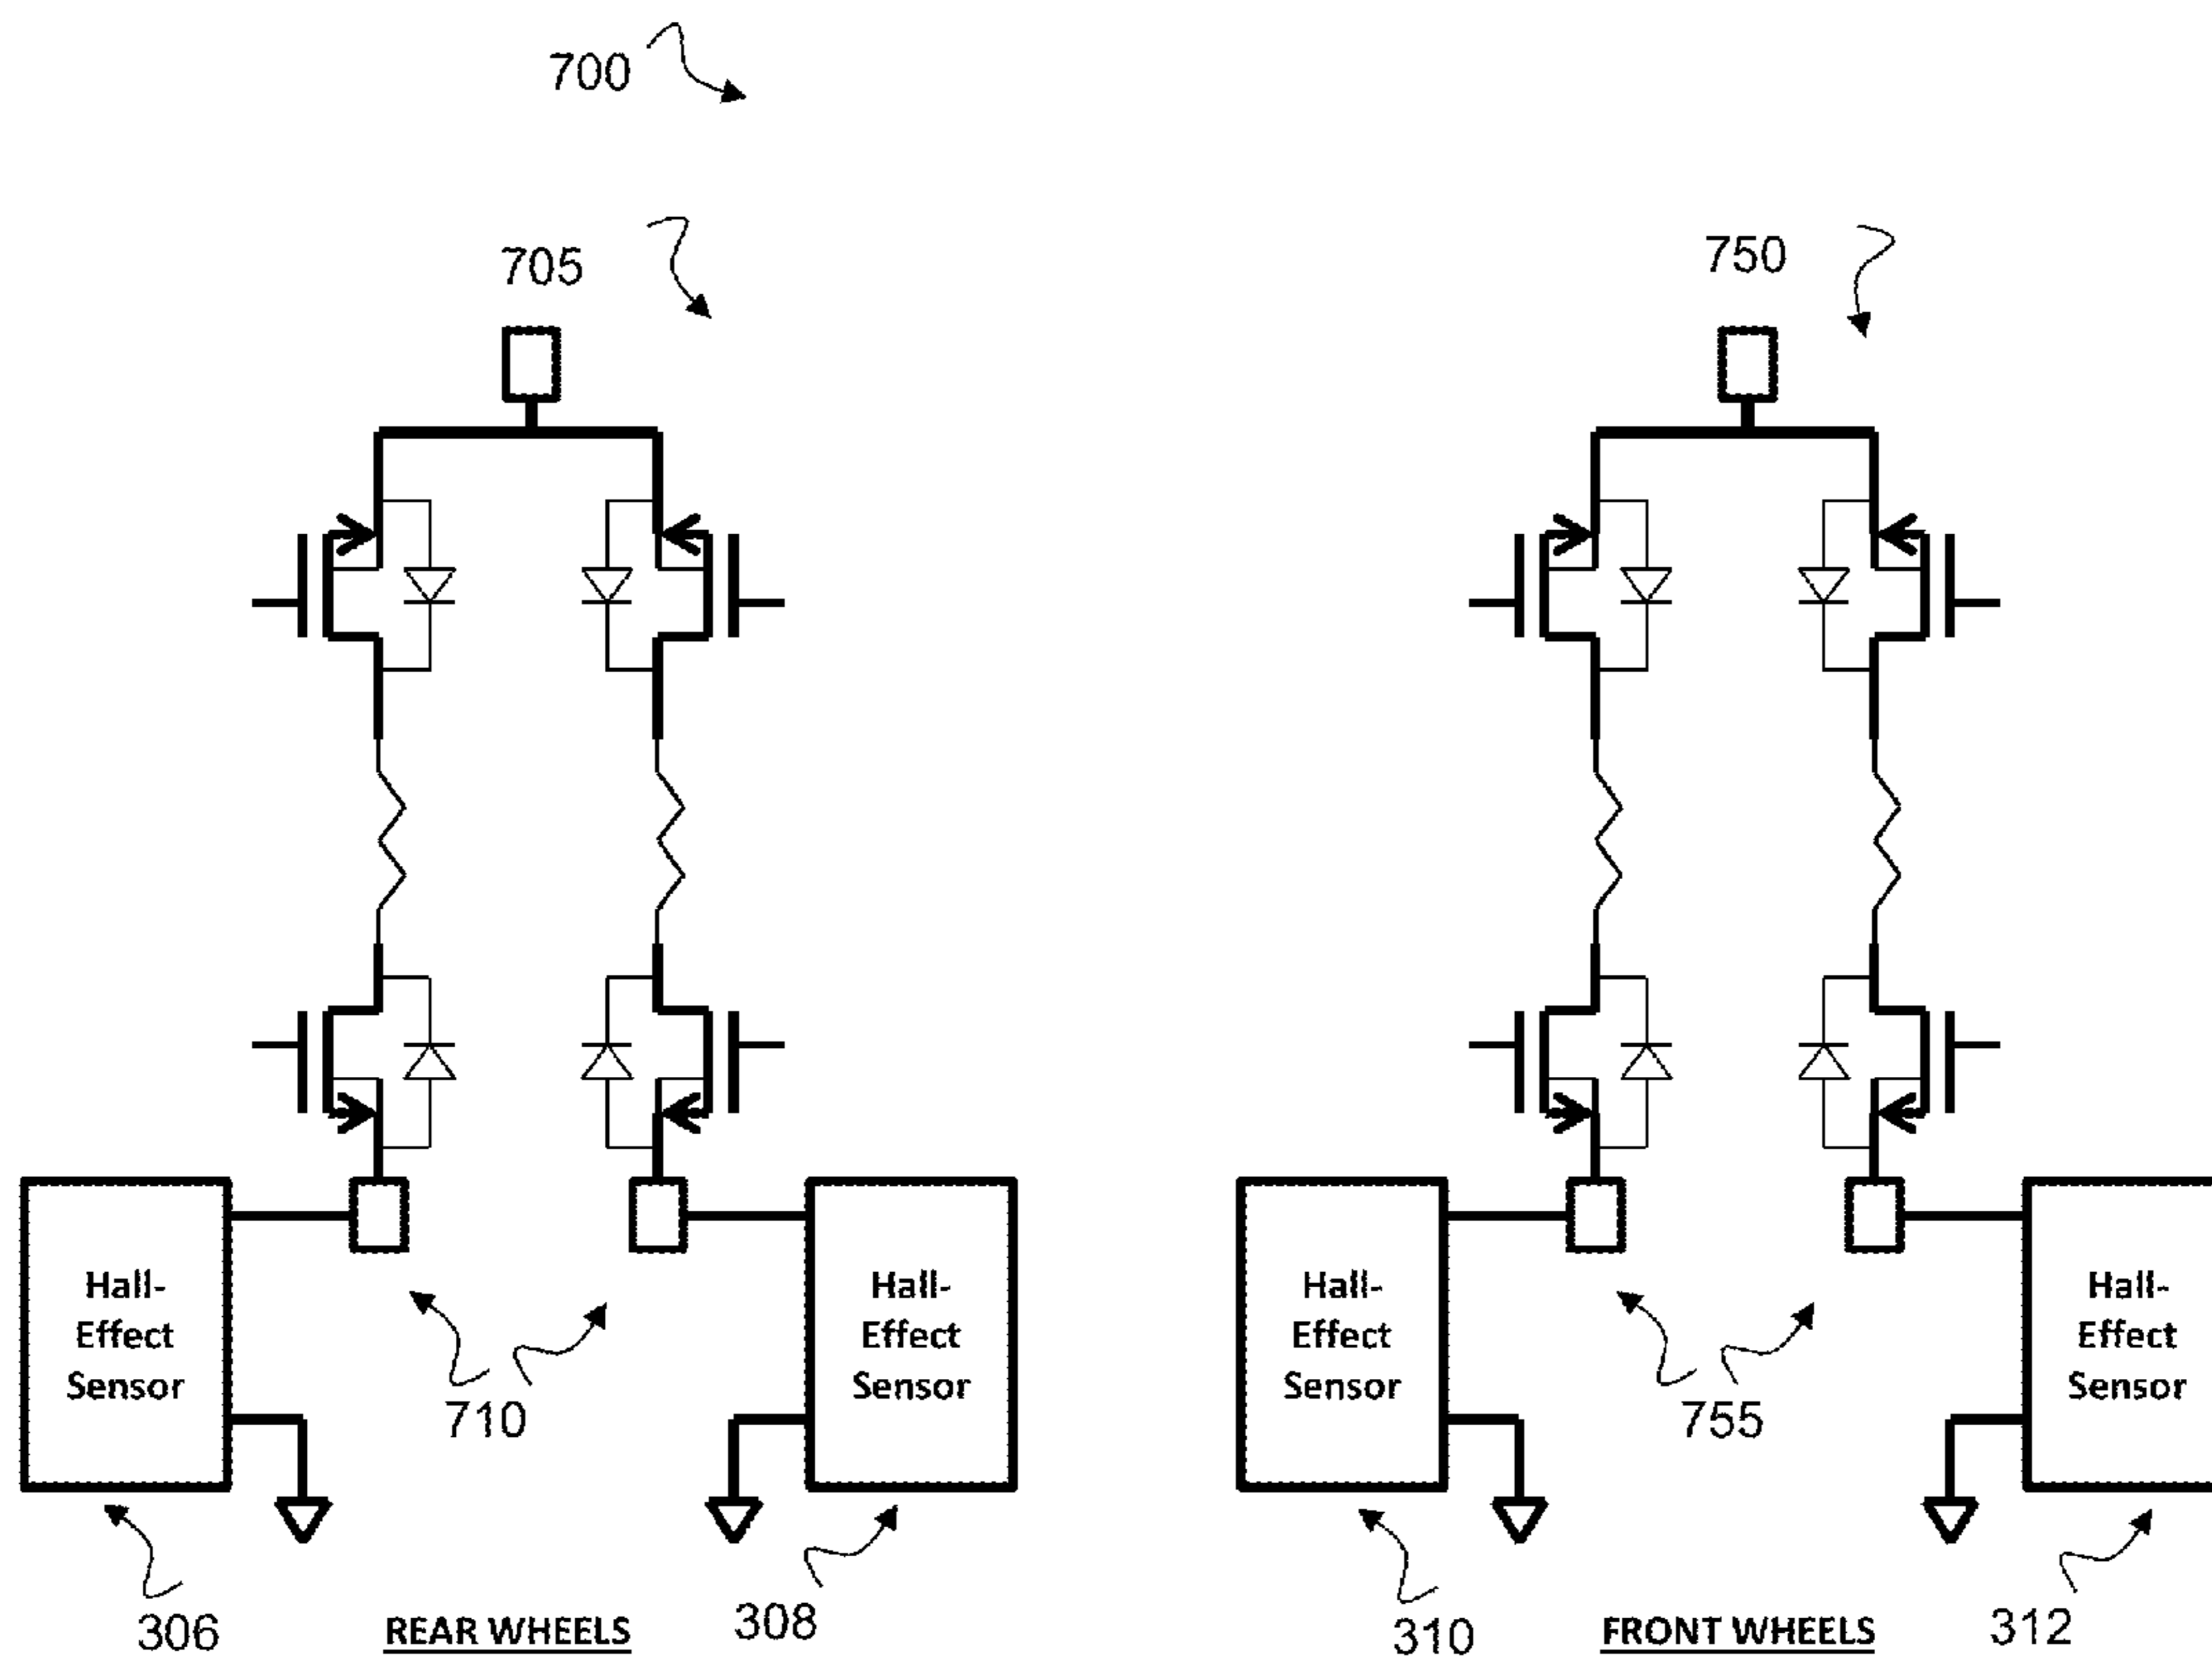 700
705
750
Hall-
Effect
Sensor
Hall-
Effect
Sensor
Hall-
Effect
Sensor
Hall-
Effect
Sensor
710
755
306
REAR WHEELS
308
310
FRONT WHEELS
312